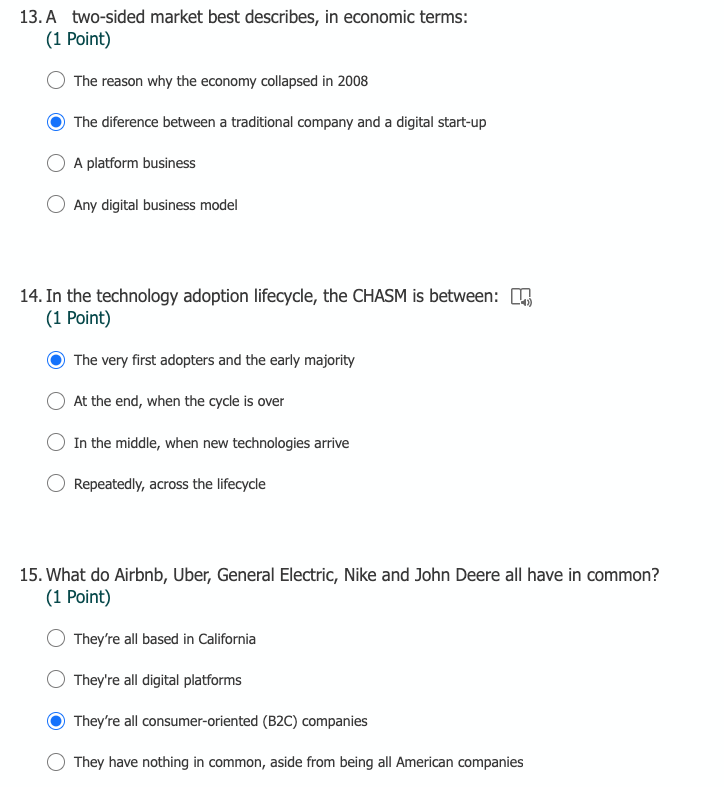 13. A two-sided market best describes, in economic terms:
(1 Point)
The reason why the economy collapsed in 2008
The diference between a traditional company and a digital start-up
A platform business
Any digital business model
14. In the technology adoption lifecycle, the CHASM is between:
(1 Point)
The very first adopters and the early majority
At the end, when the cycle is over
In the middle, when new technologies arrive
Repeatedly, across the lifecycle
15. What do Airbnb, Uber, General Electric, Nike and John Deere all have in common?
(1 Point)
They’re all based in California
They're all digital platforms
They’re all consumer-oriented (B2C) companies
They have nothing in common, aside from being all American companies